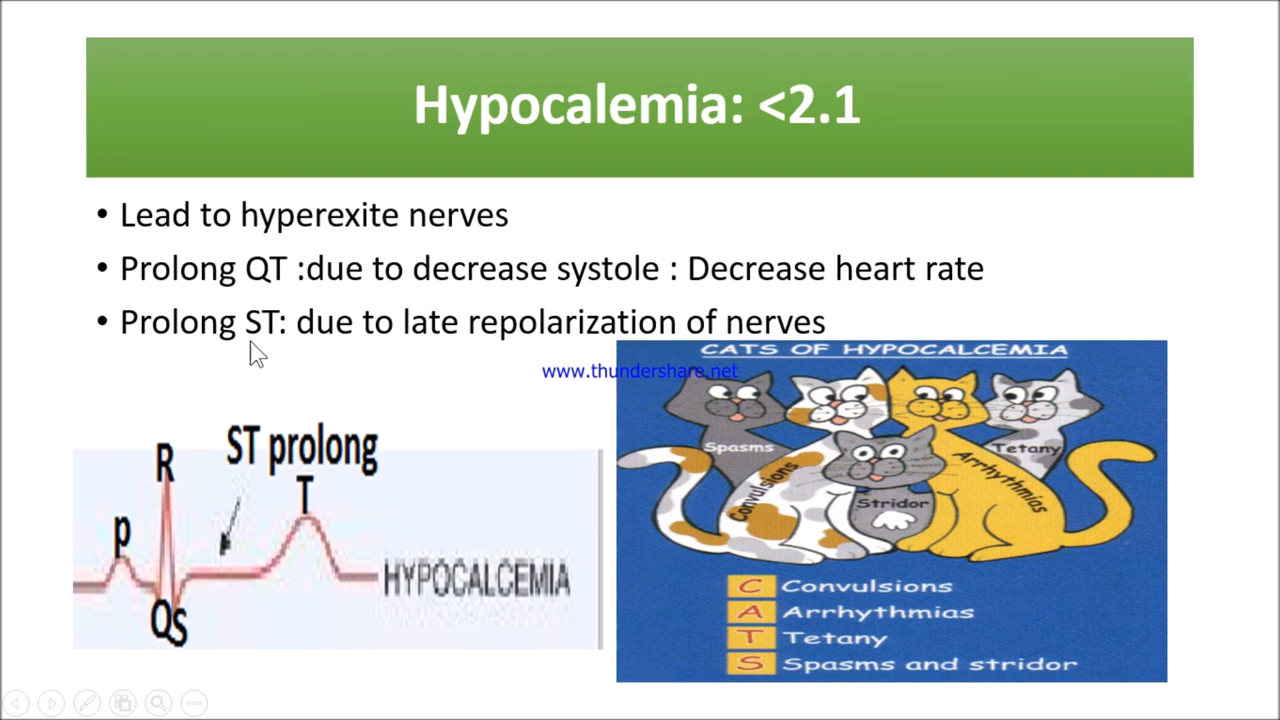 Hypocalemia: <2.1
• Lead to hyperexite nerves
• Prolong QT :due to decrease systole : Decrease heart rate
• Prolong ST: due to late repolarization of nerves
www.thundershare.net
ST prolong
R
T
p
Q
S
HYPOCALCEMIA
CATS OF HYPOCALCEMIA
Spasms
Convulsions
Stridor
Arrhythmias
Tetany
C Convulsions
A Arrhythmias
T Tetany
S Spasms and stridor